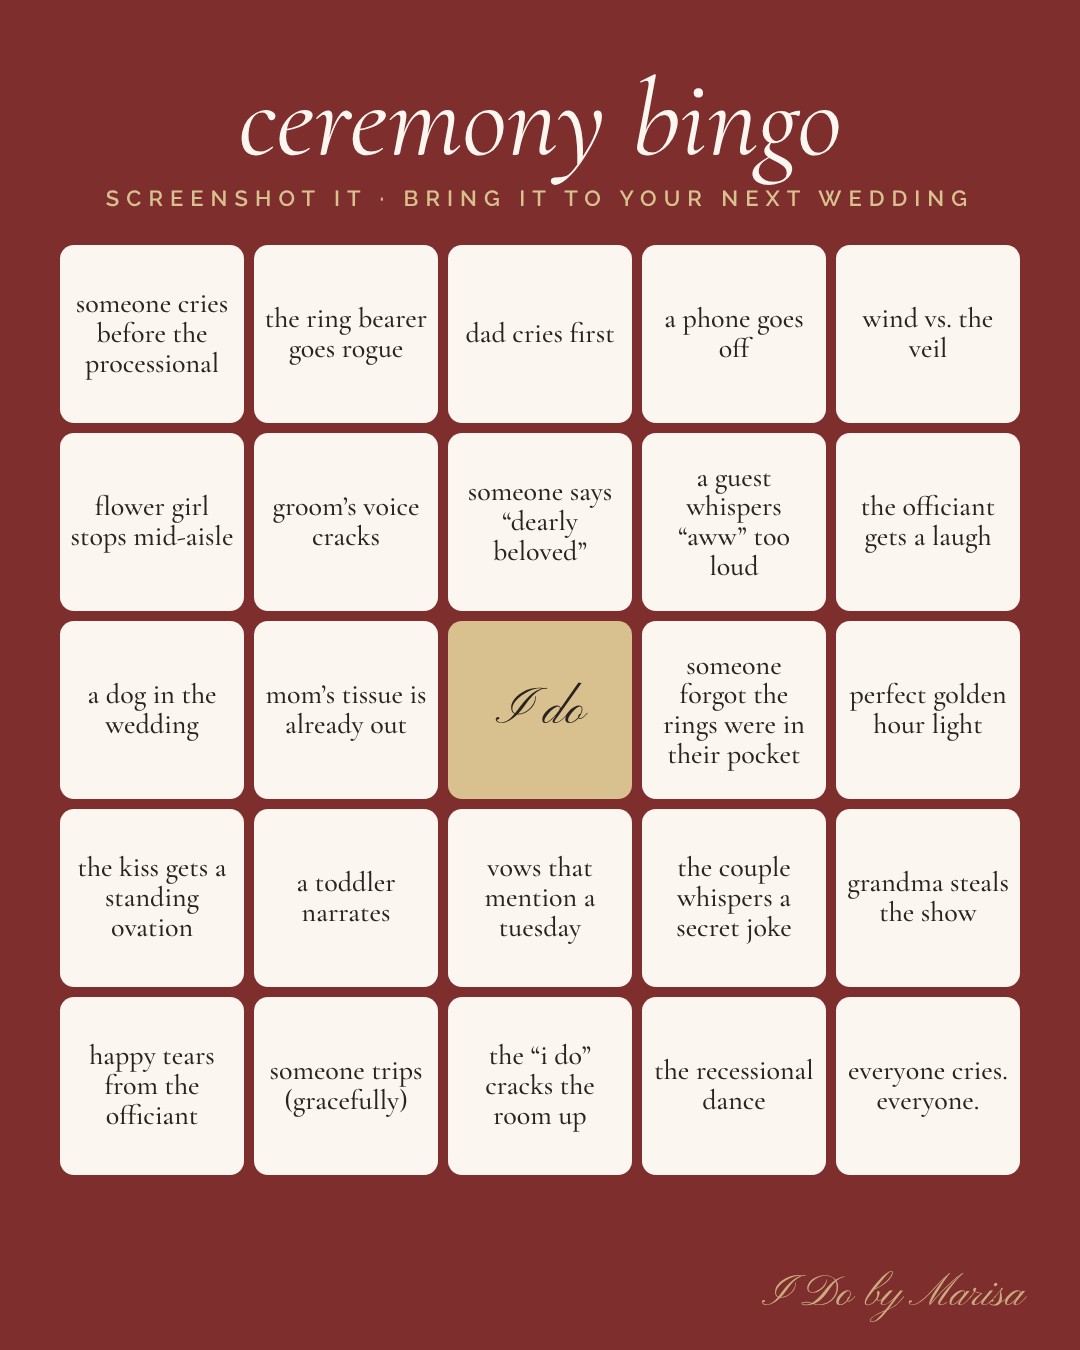 ceremony bingo
SCREENSHOT IT · BRING IT TO YOUR NEXT WEDDING
someone cries
before the
processional
the ring bearer
goes rogue
dad cries first
a phone goes
off
wind vs. the
veil
flower girl
stops mid-aisle
groom’s voice
cracks
someone says
“dearly
beloved”
a guest
whispers
“aww” too
loud
the officiant
gets a laugh
a dog in the
wedding
mom’s tissue is
already out
I do
someone
forgot the
rings were in
their pocket
perfect golden
hour light
the kiss gets a
standing
ovation
a toddler
narrates
vows that
mention a
tuesday
the couple
whispers a
secret joke
grandma steals
the show
happy tears
from the
officiant
someone trips
(gracefully)
the “i do”
cracks the
room up
the recessional
dance
everyone cries.
everyone.
I Do by Marisa